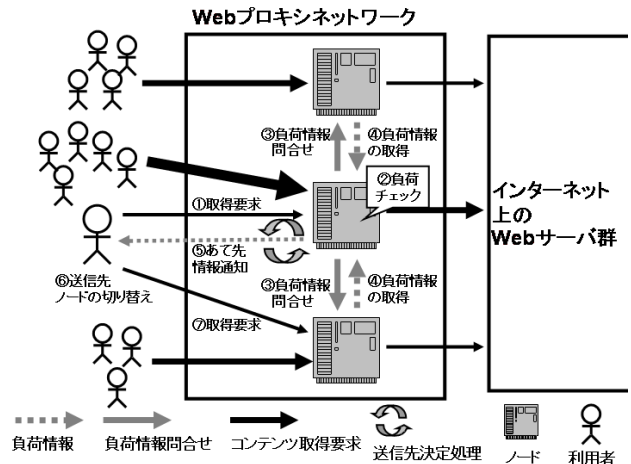 Webプロキシネットワーク
③負荷情報
問合せ
④負荷情報
の取得
②負荷
チェック
①取得要求
インターネット
上の
Webサーバ群
⑤あて先
情報通知
⑥送信先
ノードの切り替え
③負荷情報
問合せ
④負荷情報
の取得
⑦取得要求
負荷情報
負荷情報問合せ
コンテンツ取得要求
送信先決定処理
ノード
利用者